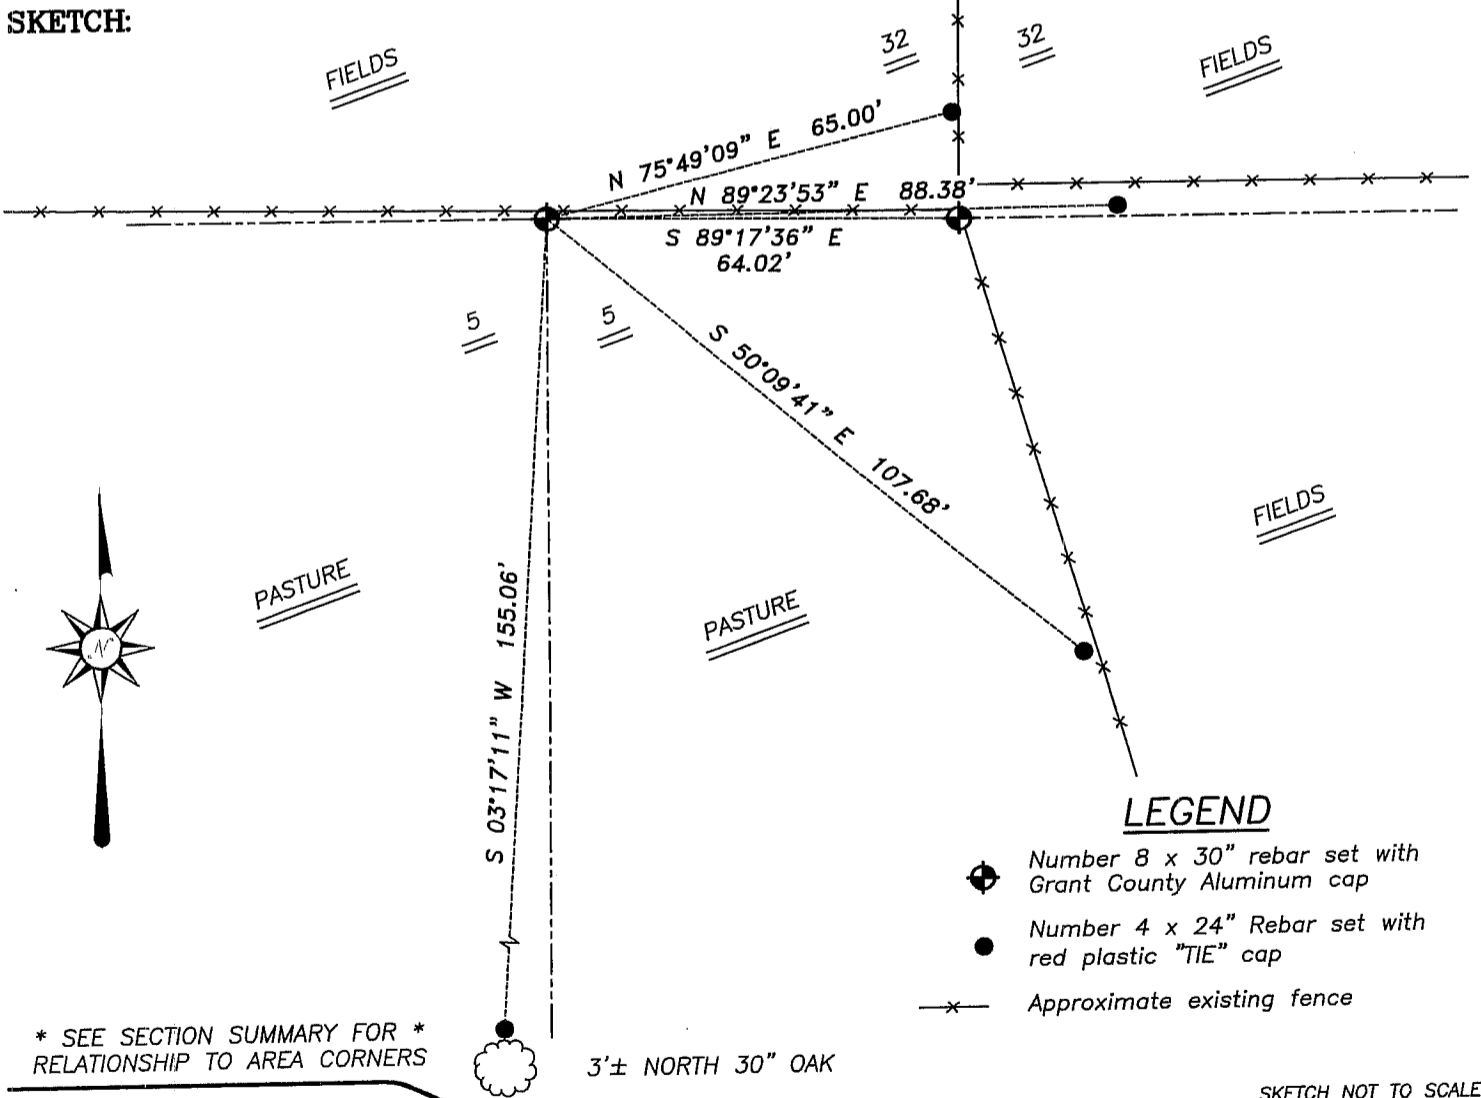 SKETCH:
FIELDS
32
32
FIELDS
N 75°49'09" E 65.00'
N 89°23'53" E 88.38'
S 89°17'36" E
64.02'
5
5
S 50°09'41" E 107.68'
FIELDS
PASTURE
PASTURE
S 03°17'11" W 155.06'
N
LEGEND
Number 8 x 30" rebar set with
Grant County Aluminum cap
Number 4 x 24" Rebar set with
red plastic "TIE" cap
Approximate existing fence
* SEE SECTION SUMMARY FOR *
RELATIONSHIP TO AREA CORNERS
3'± NORTH 30" OAK
SKETCH NOT TO SCALE